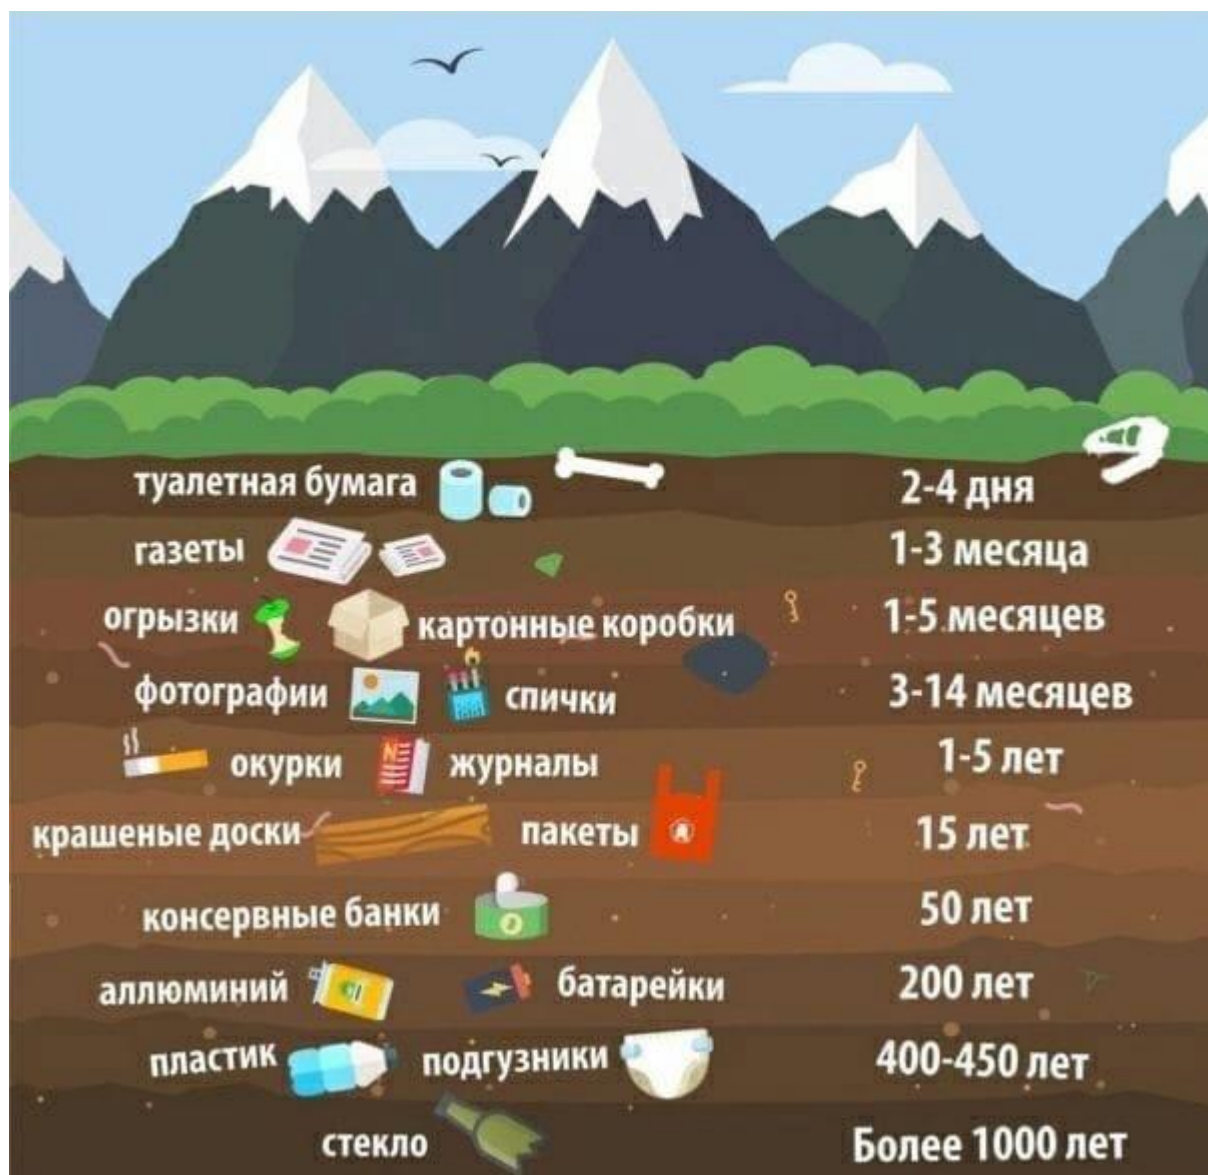 туалетная бумага 2-4 дня
газеты 1-3 месяца
огрызки картонные коробки 1-5 месяцев
фотографии спички 3-14 месяцев
окурки журналы 1-5 лет
крашеные доски пакеты 15 лет
консервные банки 50 лет
аллюминий батарейки 200 лет
пластик подгузники 400-450 лет
стекло Более 1000 лет